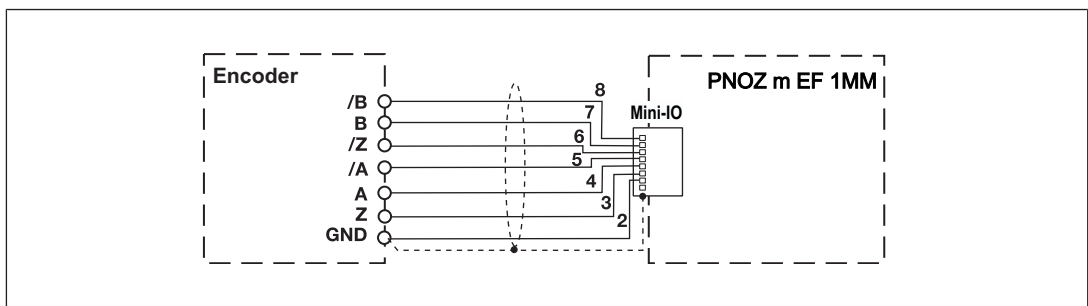 Encoder
PNOZ m EF 1MM
Mini-IO
/B 8
B 7
/Z 6
/A 5
A 4
Z 3
GND 2